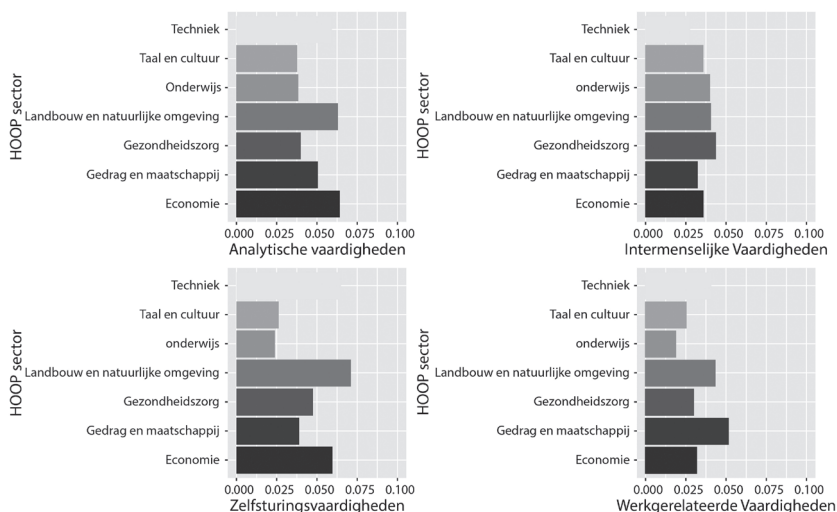 HOOP sector
Techniek
Taal en cultuur
Onderwijs
Landbouw en natuurlijke omgeving
Gezondheidszorg
Gedrag en maatschappij
Economie
0.000 0.025 0.050 0.075 0.100
Analytische vaardigheden
HOOP sector
Techniek
Taal en cultuur
onderwijs
Landbouw en natuurlijke omgeving
Gezondheidszorg
Gedrag en maatschappij
Economie
0.000 0.025 0.050 0.075 0.100
Intermenselijke Vaardigheden
HOOP sector
Techniek
Taal en cultuur
onderwijs
Landbouw en natuurlijke omgeving
Gezondheidszorg
Gedrag en maatschappij
Economie
0.000 0.025 0.050 0.075 0.100
Zelfsturingsvaardigheden
HOOP sector
Techniek
Taal en cultuur
onderwijs
Landbouw en natuurlijke omgeving
Gezondheidszorg
Gedrag en maatschappij
Economie
0.000 0.025 0.050 0.075 0.100
Werkgerelateerde Vaardigheden